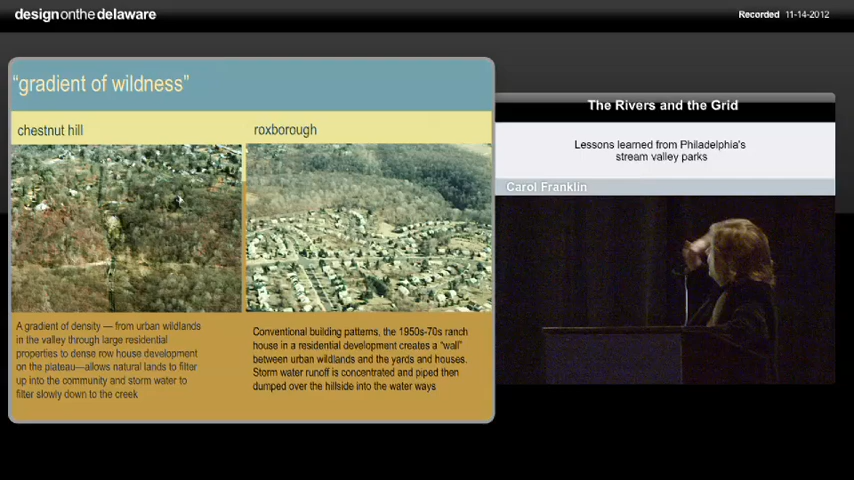 designonthedelaware
Recorded 11-14-2012
"gradient of wildness"
chestnut hill
roxborough
A gradient of density — from urban wildlands
in the valley through large residential
properties to dense row house development
on the plateau—allows natural lands to filter
up into the community and storm water to
filter slowly down to the creek
Conventional building patterns, the 1950s-70s ranch
house in a residential development creates a "wall"
between urban wildlands and the yards and houses.
Storm water runoff is concentrated and piped then
dumped over the hillside into the water ways
The Rivers and the Grid
Lessons learned from Philadelphia's
stream valley parks
Carol Franklin